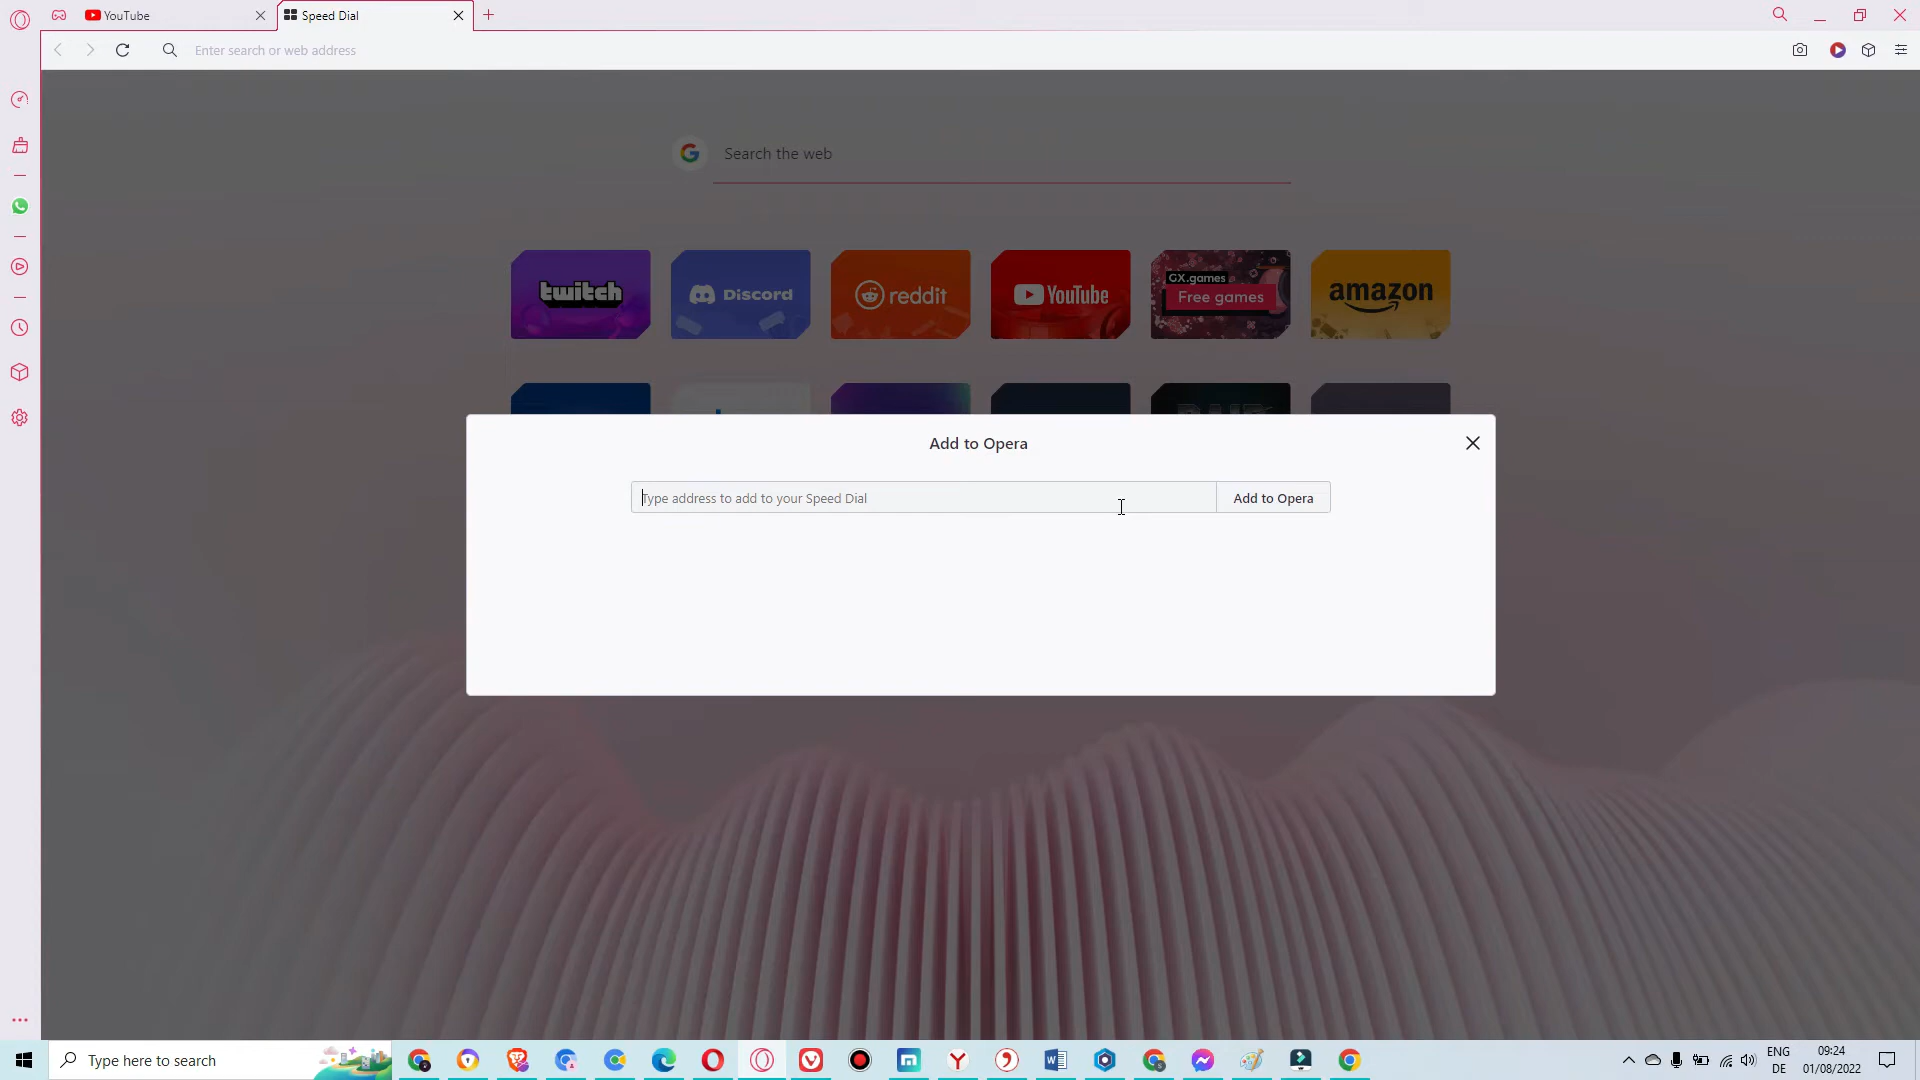 YouTube
Speed Dial
Enter search or web address
Search the web
twitch
Discord
reddit
YouTube
GX.games
Free games
amazon
Add to Opera
Type address to add to your Speed Dial
Add to Opera
Type here to search
ENG
DE
09:24
01/08/2022